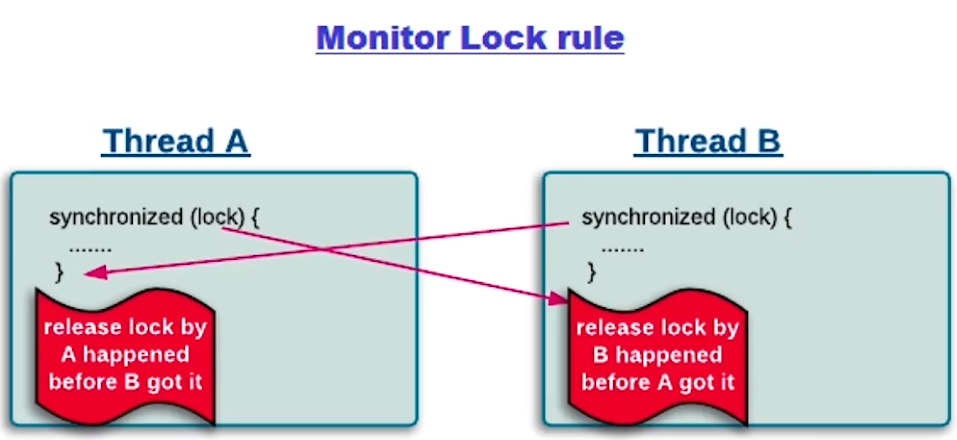 Monitor Lock rule
Thread A
synchronized (lock) {
.......
}
release lock by
A happened
before B got it
Thread B
synchronized (lock) {
.......
}
release lock by
B happened
before A got it